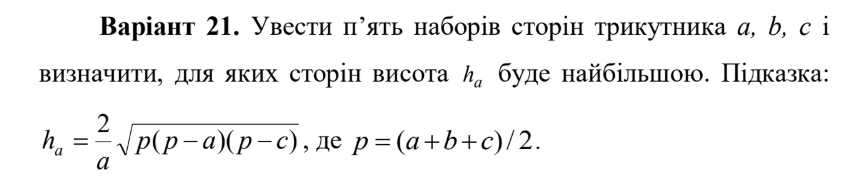 Варіант 21. Увести п’ять наборів сторін трикутника a, b, c і
визначити, для яких сторін висота hₐ буде найбільшою. Підказка:
hₐ = 2/a √(p(p−a)(p−c)), де p = (a+b+c)/2.